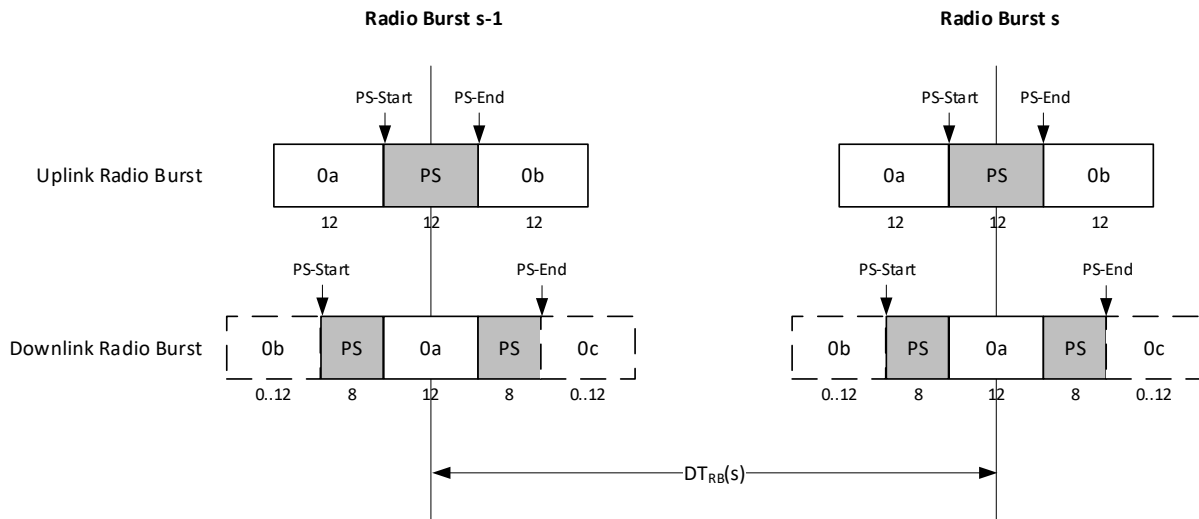 Radio Burst s-1 Radio Burst s
PS-Start PS-End PS-Start PS-End
Uplink Radio Burst 0a PS 0b 0a PS 0b
12 12 12 12 12 12
PS-Start PS-End PS-Start PS-End
Downlink Radio Burst 0b PS 0a PS 0c 0b PS 0a PS 0c
0..12 8 12 8 0..12 0..12 8 12 8 0..12
DTRB(s)